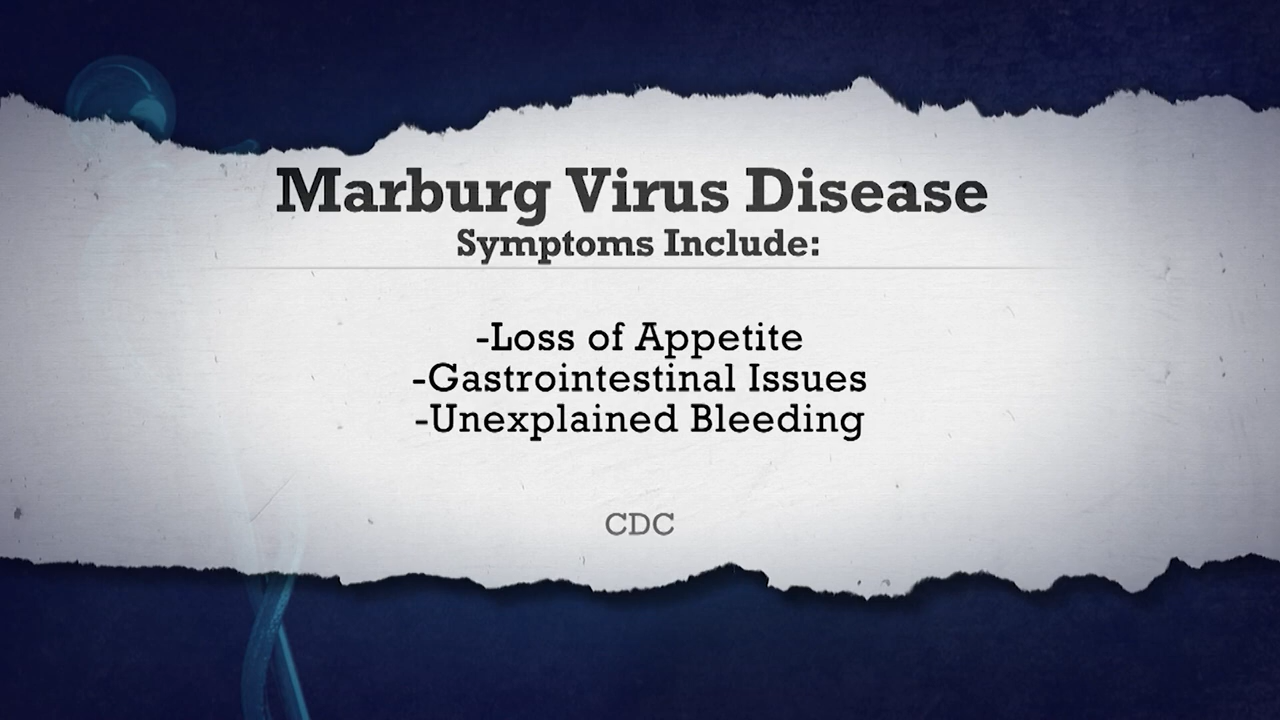 Marburg Virus Disease
Symptoms Include:
-Loss of Appetite
-Gastrointestinal Issues
-Unexplained Bleeding
CDC